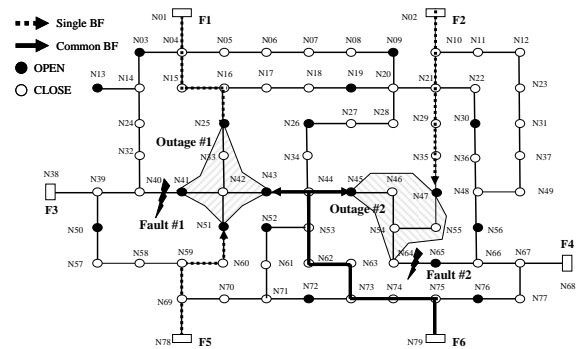 Single BF
Common BF
OPEN
CLOSE
N01 F1 N02 F2
N03 N04 N05 N06 N07 N08 N09 N10 N11 N12
N13 N14 N15 N16 N17 N18 N19 N20 N21 N22 N23
N24 N25 N26 N27 N28 N29 N30 N31
Outage #1
N32 N33 N34 N35 N37
N38 N39 N40 N41 N42 N43 N44 N45 N46 N47 N48 N49
F3 Fault #1 Outage #2
N50 N51 N52 N53 N54 N55 N56
F4
N57 N58 N59 N60 N61 N62 N63 N64 N65 N66 N67 N68
Fault #2
N69 N70 N71 N72 N73 N74 N75 N76 N77
N78 F5 N79 F6